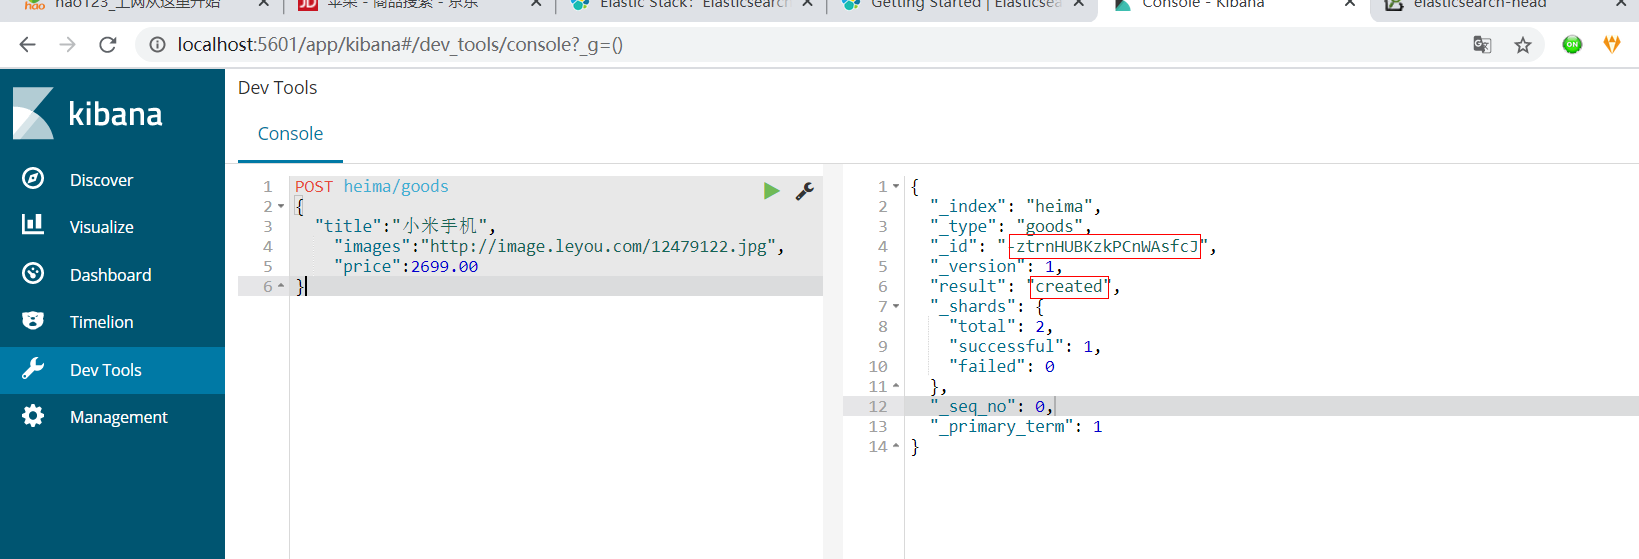 hao123_上网从这里开始
苹果 - 商品搜索 - 京东
Elastic Stack: Elasticsearch
Getting Started | Elasticsea
Console - Kibana
elasticsearch-head
localhost:5601/app/kibana#/dev_tools/console?_g=()
ON
kibana
Discover
Visualize
Dashboard
Timelion
Dev Tools
Management
Dev Tools
Console
1 POST heima/goods
2 {
3 "title":"小米手机",
4 "images":"http://image.leyou.com/12479122.jpg",
5 "price":2699.00
6 }
1 {
2 "_index": "heima",
3 "_type": "goods",
4 "_id": "-ztrnHUBKzkPCnWAsfcJ",
5 "_version": 1,
6 "result": "created",
7 "_shards": {
8 "total": 2,
9 "successful": 1,
10 "failed": 0
11 },
12 "_seq_no": 0,
13 "_primary_term": 1
14 }